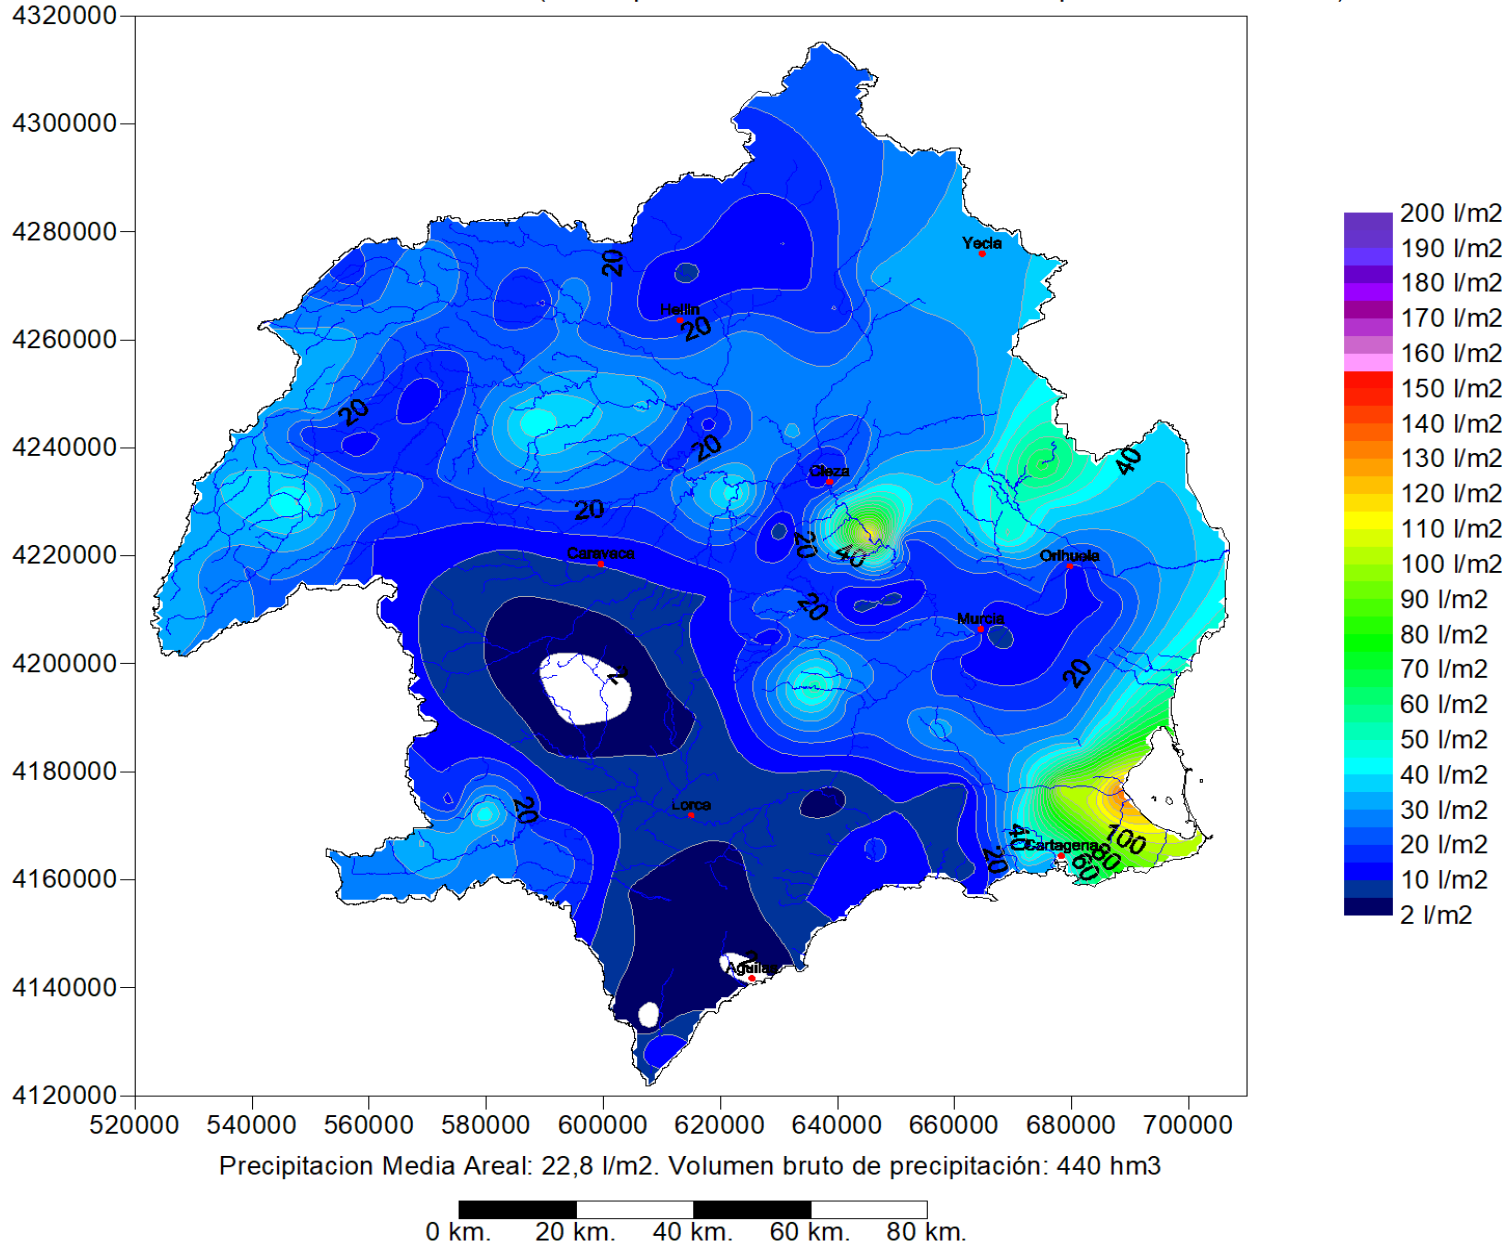 4320000
4300000
4280000
4260000
4240000
4220000
4200000
4180000
4160000
4140000
4120000
520000 540000 560000 580000 600000 620000 640000 660000 680000 700000
Yecla
20
Hellin
20
20
20
40
Cieza
20
20
40
Caravaca
Orihuela
20
Murcia
2
20
Lorca
20
40
100
Cartagena
80
20
60
2
Aguilas
200 l/m2
190 l/m2
180 l/m2
170 l/m2
160 l/m2
150 l/m2
140 l/m2
130 l/m2
120 l/m2
110 l/m2
100 l/m2
90 l/m2
80 l/m2
70 l/m2
60 l/m2
50 l/m2
40 l/m2
30 l/m2
20 l/m2
10 l/m2
2 l/m2
Precipitacion Media Areal: 22,8 l/m2. Volumen bruto de precipitación: 440 hm3
0 km. 20 km. 40 km. 60 km. 80 km.